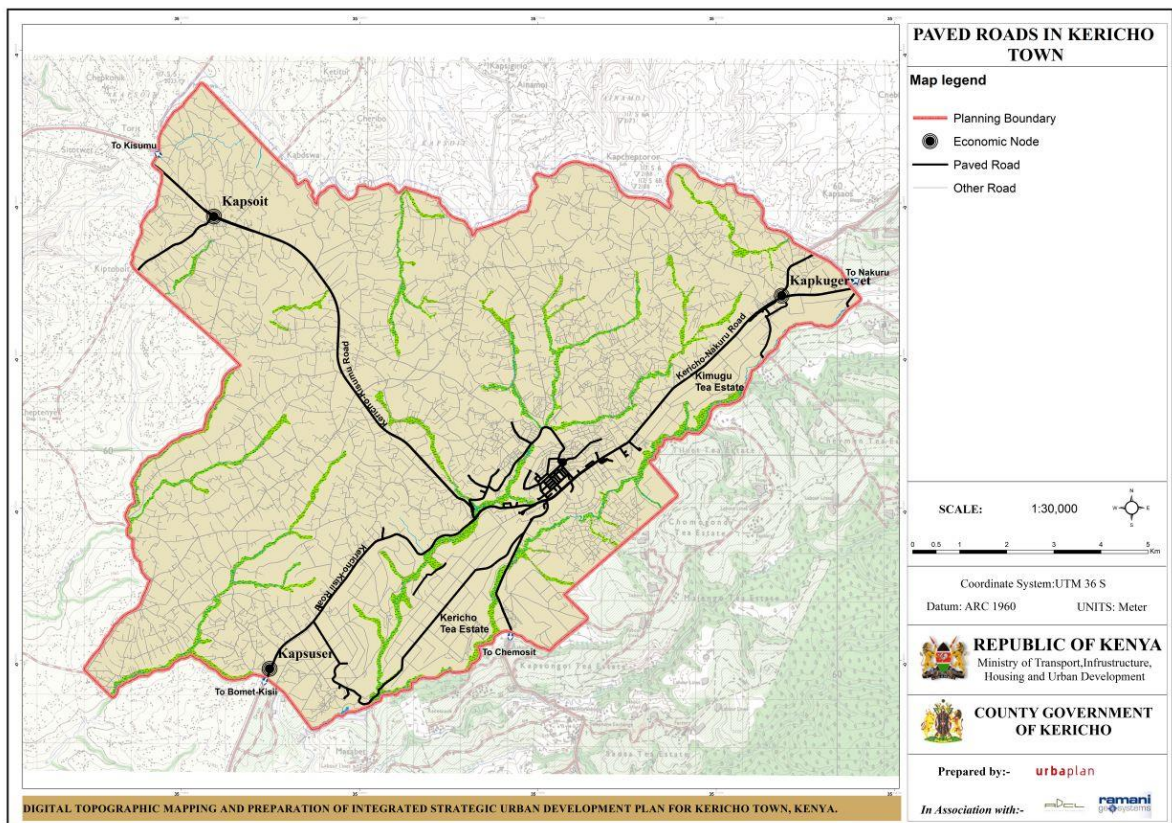 PAVED ROADS IN KERICHO
TOWN
Map legend
Planning Boundary
Economic Node
Paved Road
Other Road
SCALE: 1:30,000
N
W E
S
0 0.5 1 2 3 4 5
Km
Coordinate System:UTM 36 S
Datum: ARC 1960 UNITS: Meter
REPUBLIC OF KENYA
Ministry of Transport,Infrustructure,
Housing and Urban Development
COUNTY GOVERNMENT
OF KERICHO
Prepared by:- urbaplan
In Association with:-
ramani
geosystems
To Kisumu
Kapsoit
Kericho-Kisumu Road
To Nakuru
Kapkugerwet
Kericho-Nakuru Road
Kimugu
Tea Estate
Kericho-Kisii Road
Kericho
Tea Estate
Kapsuser
To Chemosit
To Bomet-Kisii
Kapcheptoror
Kabdswa
Kiptoboit
DIGITAL TOPOGRAPHIC MAPPING AND PREPARATION OF INTEGRATED STRATEGIC URBAN DEVELOPMENT PLAN FOR KERICHO TOWN, KENYA.